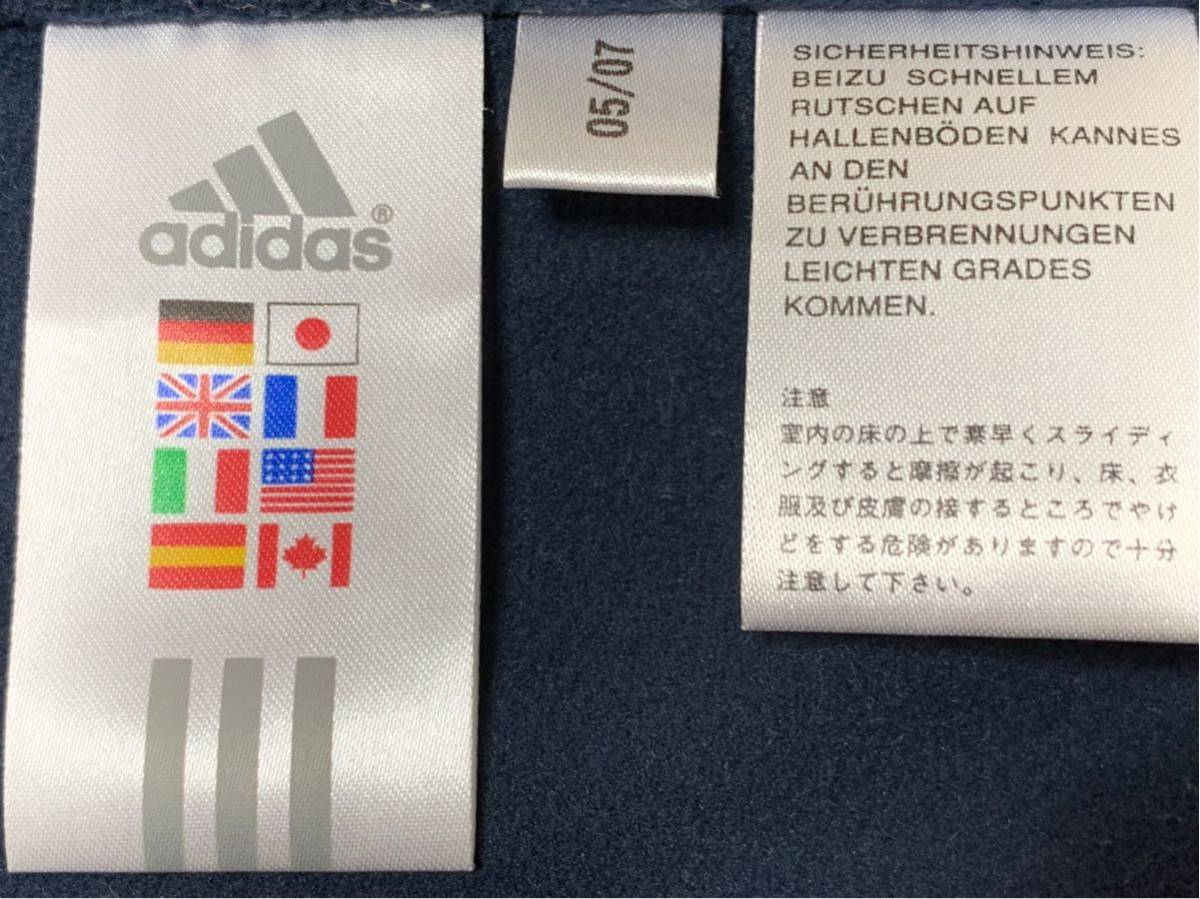 adidas®
05/07
SICHERHEITSHINWEIS:
BEIZU SCHNELLEM
RUTSCHEN AUF
HALLENBÖDEN KANNES
AN DEN
BERÜHRUNGSPUNKTEN
ZU VERBRENNUNGEN
LEICHTEN GRADES
KOMMEN.
注意
室内の床の上で素早くスライディ
ングすると摩擦が起こり、床、衣
服及び皮膚の接するところでやけ
どをする危険がありますので十分
注意して下さい。